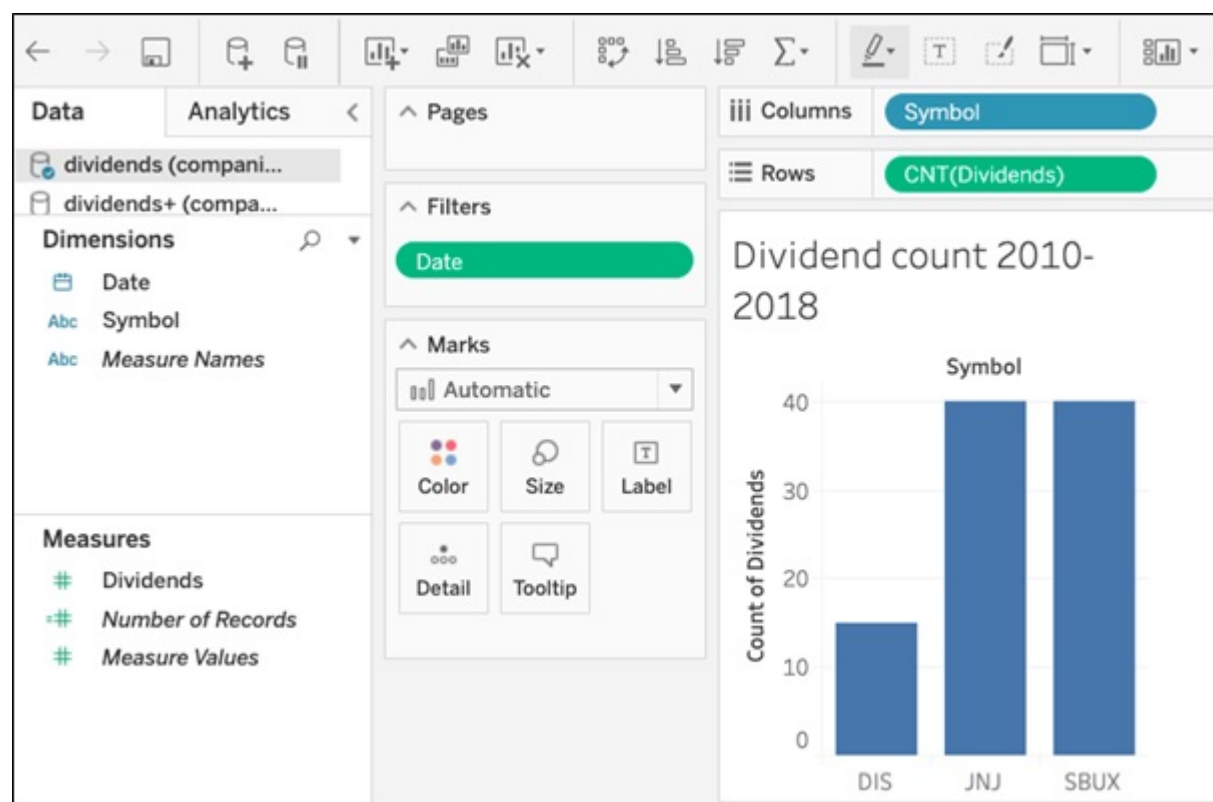 Data Analytics
dividends (compani...
dividends+ (compa...
Dimensions
Date
Abc Symbol
Abc Measure Names
Measures
Dividends
Number of Records
Measure Values
Pages
Filters
Date
Marks
Automatic
Color Size T Label
Detail Tooltip
Columns Symbol
Rows CNT(Dividends)
Dividend count 2010-
2018
Symbol
Count of Dividends
40
30
20
10
0
DIS JNJ SBUX